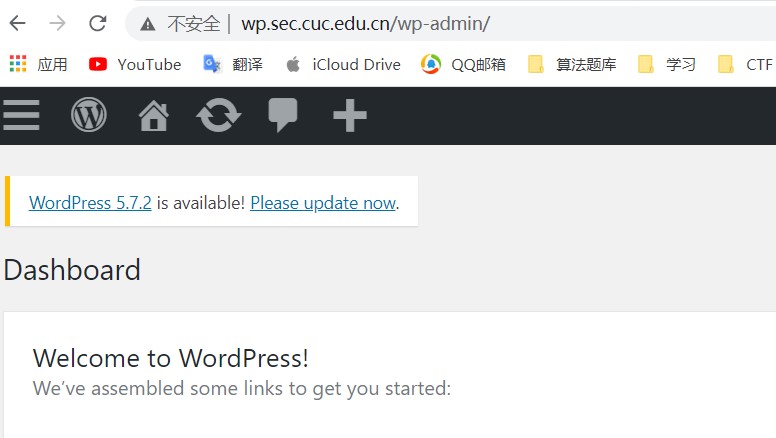 不安全 | wp.sec.cuc.edu.cn/wp-admin/
应用 YouTube 翻译 iCloud Drive QQ邮箱 算法题库 学习 CTF
WordPress 5.7.2 is available! Please update now.
Dashboard
Welcome to WordPress!
We've assembled some links to get you started: